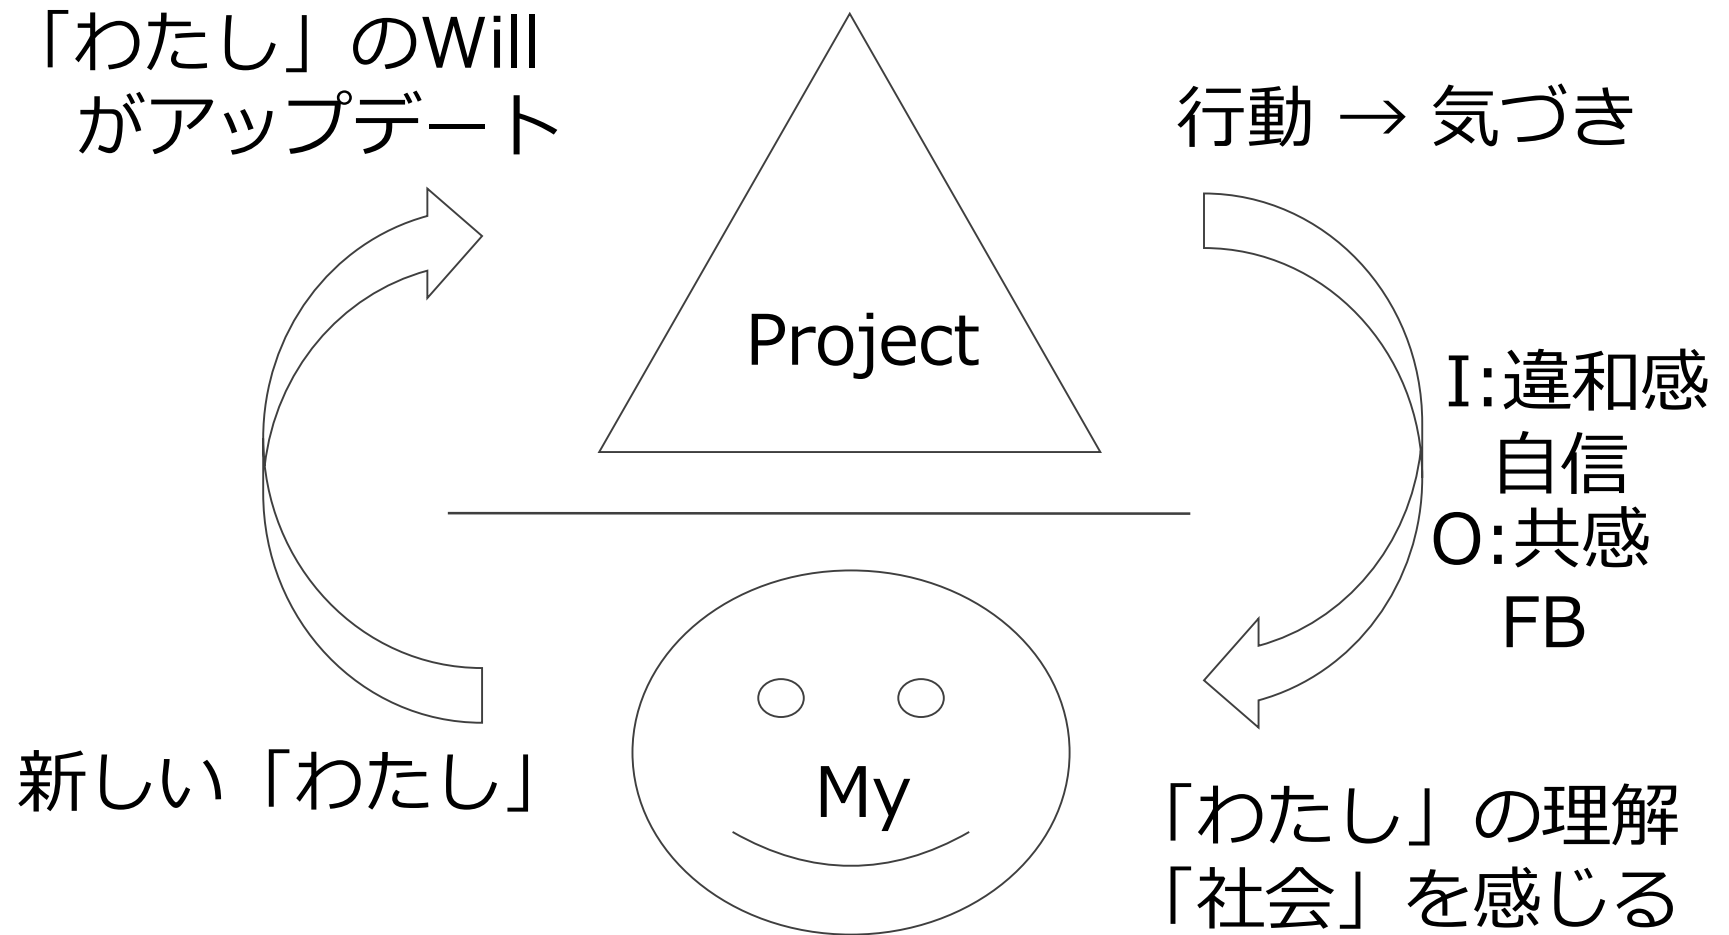 「わたし」のWill
がアップデート
行動 → 気づき
Project
I:違和感
自信
O:共感
FB
My
新しい「わたし」
「わたし」の理解
「社会」を感じる